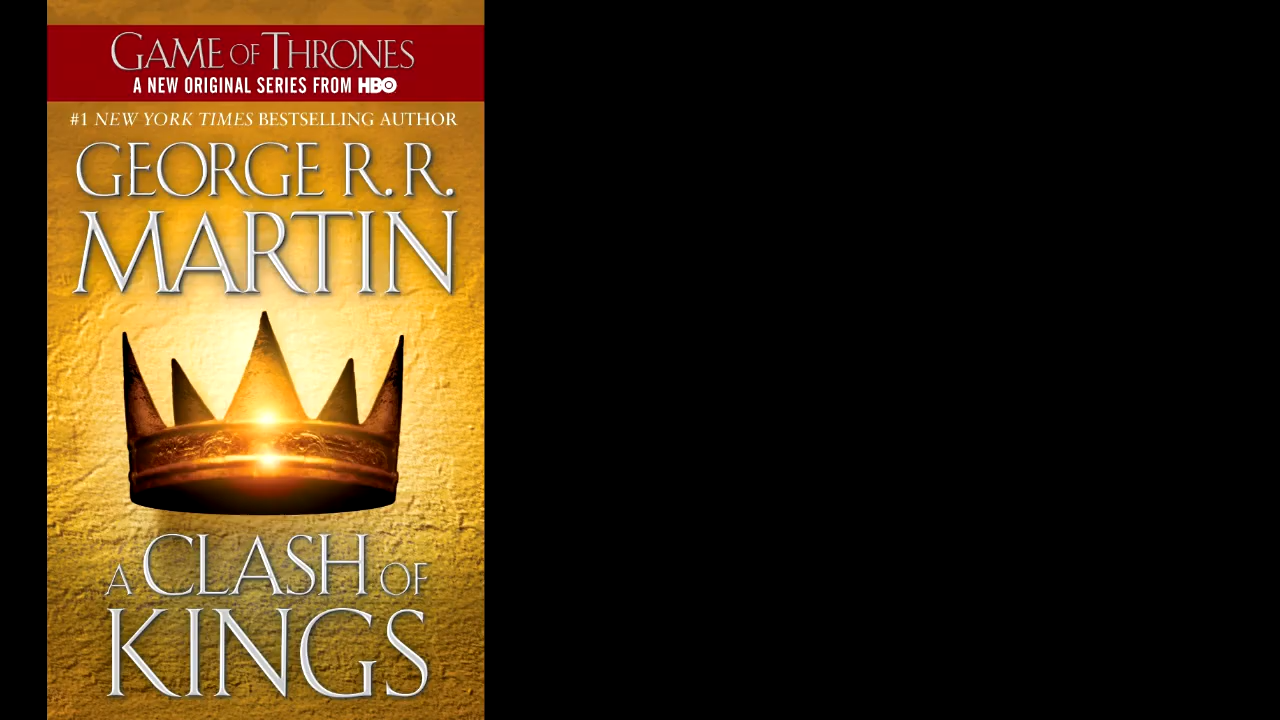 GAME OF THRONES
A NEW ORIGINAL SERIES FROM HBO
#1 NEW YORK TIMES BESTSELLING AUTHOR
GEORGE R. R.
MARTIN
A CLASH OF
KINGS